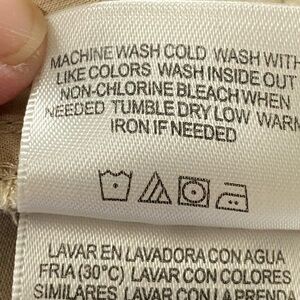 MACHINE WASH COLD WASH WITH
LIKE COLORS WASH INSIDE OUT
NON-CHLORINE BLEACH WHEN
NEEDED TUMBLE DRY LOW WARM
IRON IF NEEDED
LAVAR EN LAVADORA CON AGUA
FRIA (30°C) LAVAR CON COLORES
SIMILARES LAVAR LA PRENDA